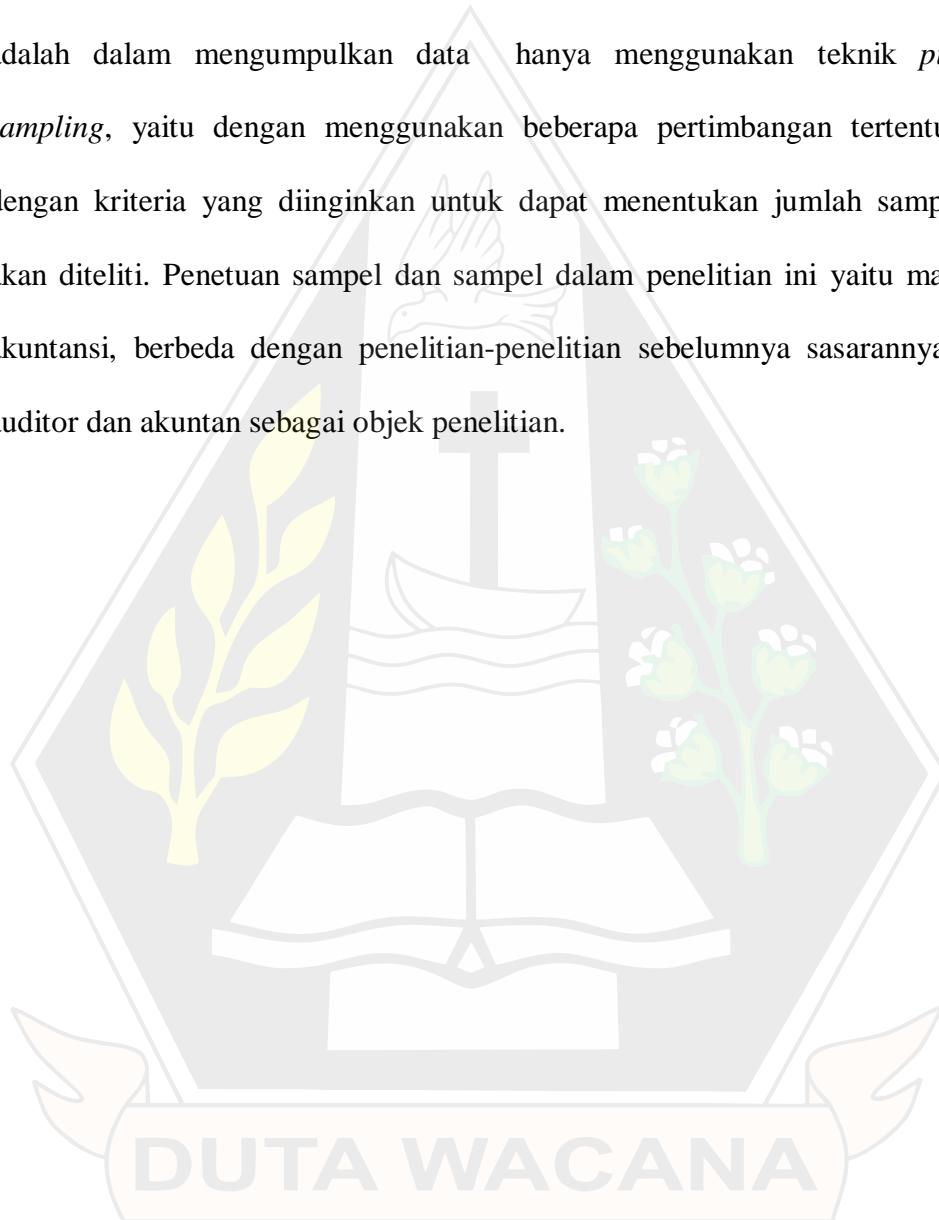 adalah dalam mengumpulkan data hanya menggunakan teknik
sampling, yaitu dengan menggunakan beberapa pertimbangan tertentu
dengan kriteria yang diinginkan untuk dapat menentukan jumlah samp
akan diteliti. Penetuan sampel dan sampel dalam penelitian ini yaitu ma
akuntansi, berbeda dengan penelitian-penelitian sebelumnya sasarannya
auditor dan akuntan sebagai objek penelitian.
DUTA WACANA